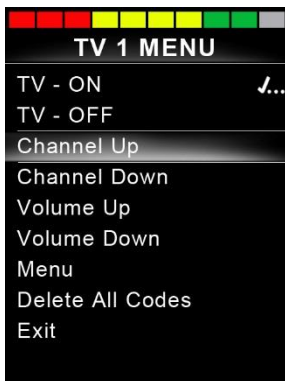 TV 1 MENU
TV - ON
TV - OFF
Channel Up
Channel Down
Volume Up
Volume Down
Menu
Delete All Codes
Exit